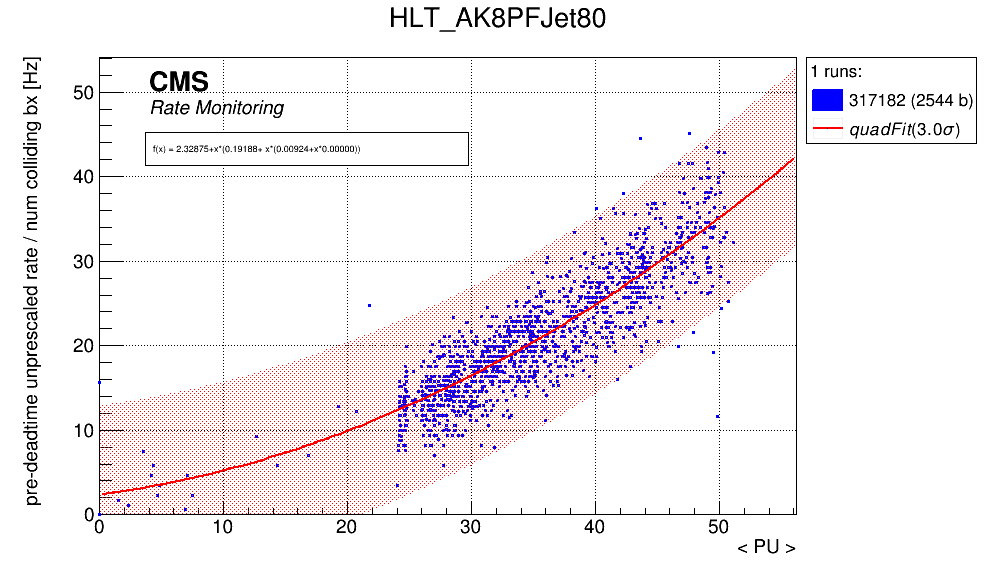 HLT_AK8PFJet80
pre-deadtime unprescaled rate / num colliding bx [Hz]
CMS
Rate Monitoring
f(x) = 2.32875+x*(0.19188+ x*(0.00924+x*0.00000))
50
40
30
20
10
0
0 10 20 30 40 50
< PU >
1 runs:
317182 (2544 b)
quadFit(3.0σ)